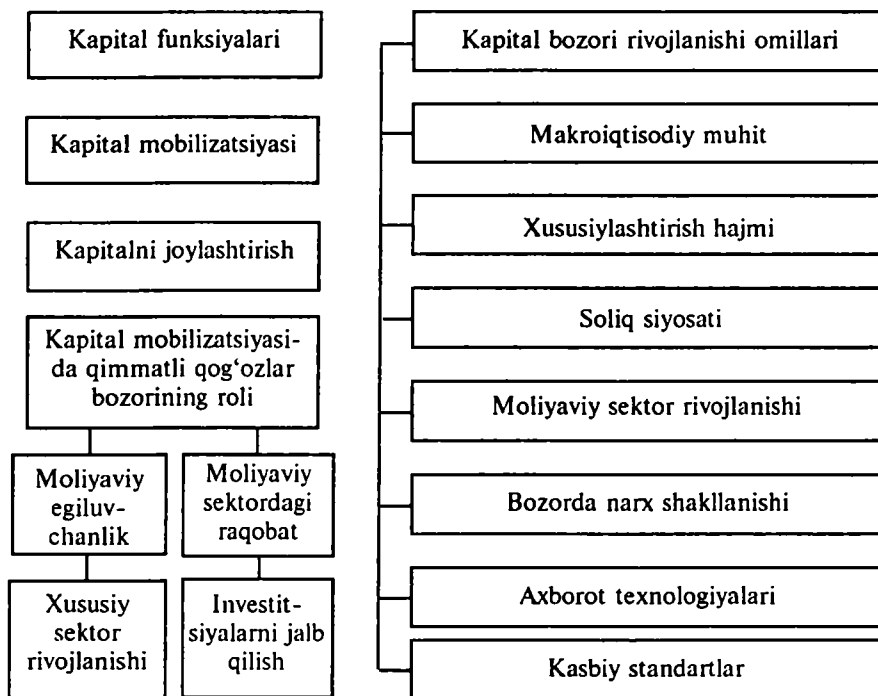 Kapital funksiyalari
Kapital mobilizatsiyasi
Kapitalni joylashtirish
Kapital mobilizatsiyasi-
da qimmatli qog‘ozlar
bozorining roli
Moliyaviy
egiluv-
chanlik
Moliyaviy
sektordagi
raqobat
Xususiy
sektor
rivojlanishi
Investit-
siyalarni jalb
qilish
Kapital bozori rivojlanishi omillari
Makroiqtisodiy muhit
Xususiylashtirish hajmi
Soliq siyosati
Moliyaviy sektor rivojlanishi
Bozorda narx shakllanishi
Axborot texnologiyalari
Kasbiy standartlar